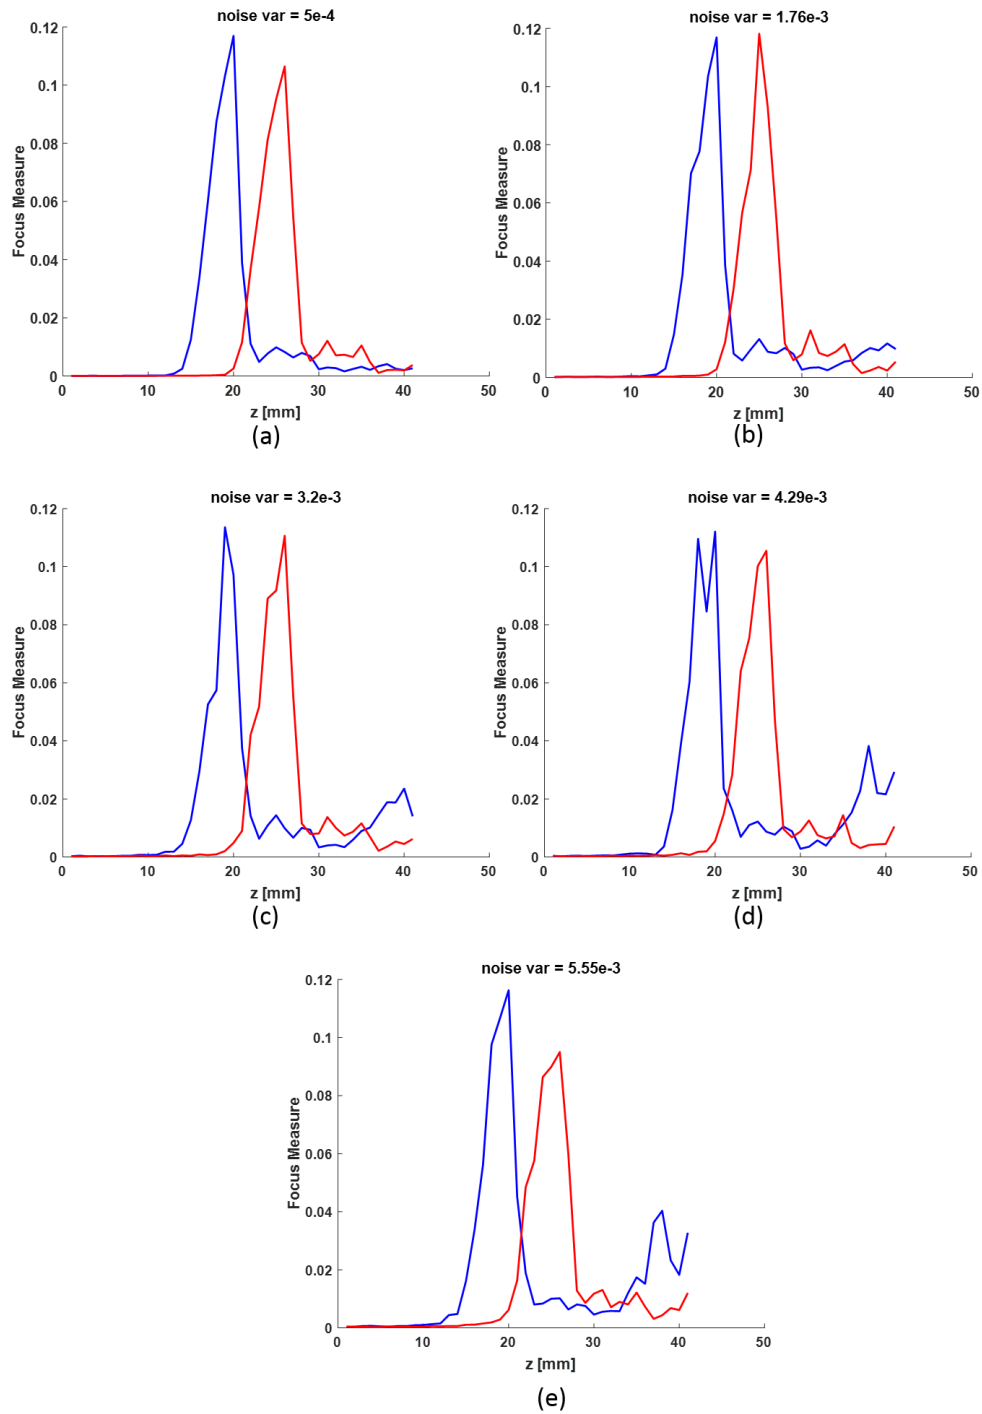 noise var = 5e-4
0.12
0.1
0.08
0.06
0.04
0.02
0
Focus Measure
0 10 20 30 40 50
z [mm]
(a)
noise var = 1.76e-3
0.12
0.1
0.08
0.06
0.04
0.02
0
Focus Measure
0 10 20 30 40 50
z [mm]
(b)
noise var = 3.2e-3
0.12
0.1
0.08
0.06
0.04
0.02
0
Focus Measure
0 10 20 30 40 50
z [mm]
(c)
noise var = 4.29e-3
0.12
0.1
0.08
0.06
0.04
0.02
0
Focus Measure
0 10 20 30 40 50
z [mm]
(d)
noise var = 5.55e-3
0.12
0.1
0.08
0.06
0.04
0.02
0
Focus Measure
0 10 20 30 40 50
z [mm]
(e)